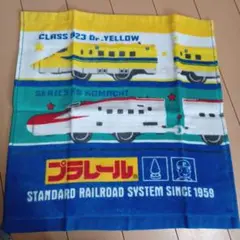 CLASS 923 Dr.YELLOW
SERIES E6 KOMACHI
プラレール
STANDARD RAILROAD SYSTEM SINCE 1959